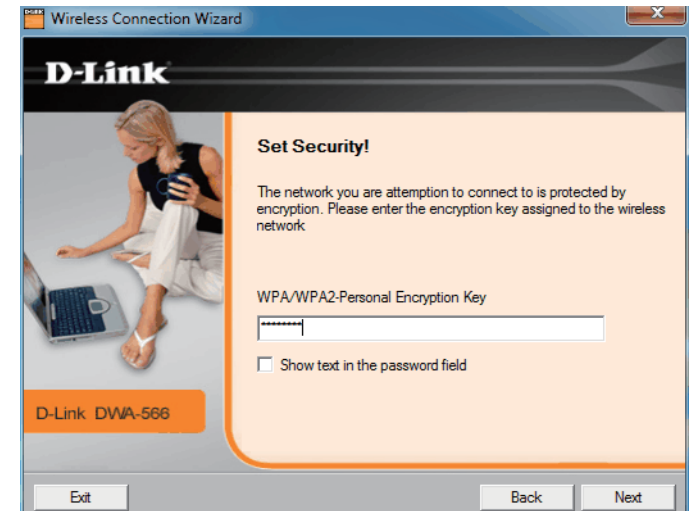 Wireless Connection Wizard
D-Link
Set Security!
The network you are attemption to connect to is protected by
encryption. Please enter the encryption key assigned to the wireless
network
WPA/WPA2-Personal Encryption Key
********
Show text in the password field
D-Link DWA-566
Exit
Back
Next